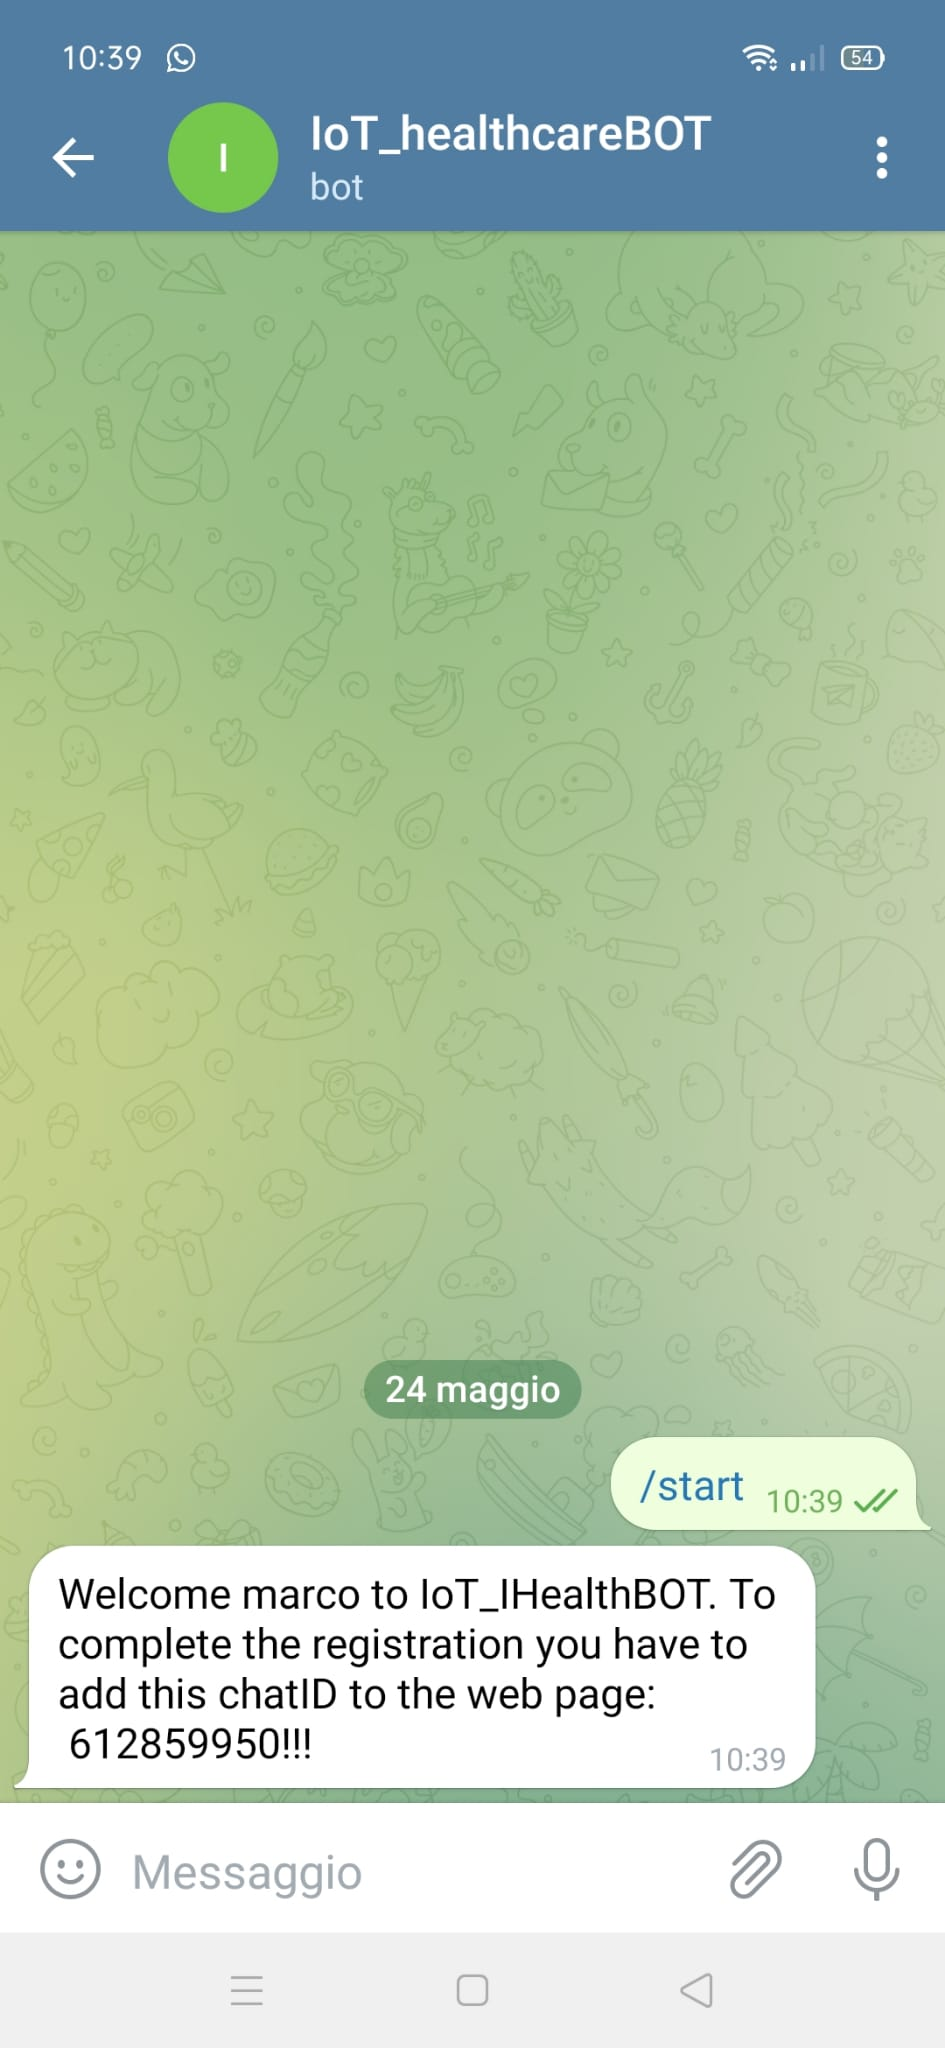 10:39
54
I
IoT_healthcareBOT
bot
24 maggio
/start 10:39
Welcome marco to IoT_IHealthBOT. To
complete the registration you have to
add this chatID to the web page:
612859950!!!
10:39
Messaggio